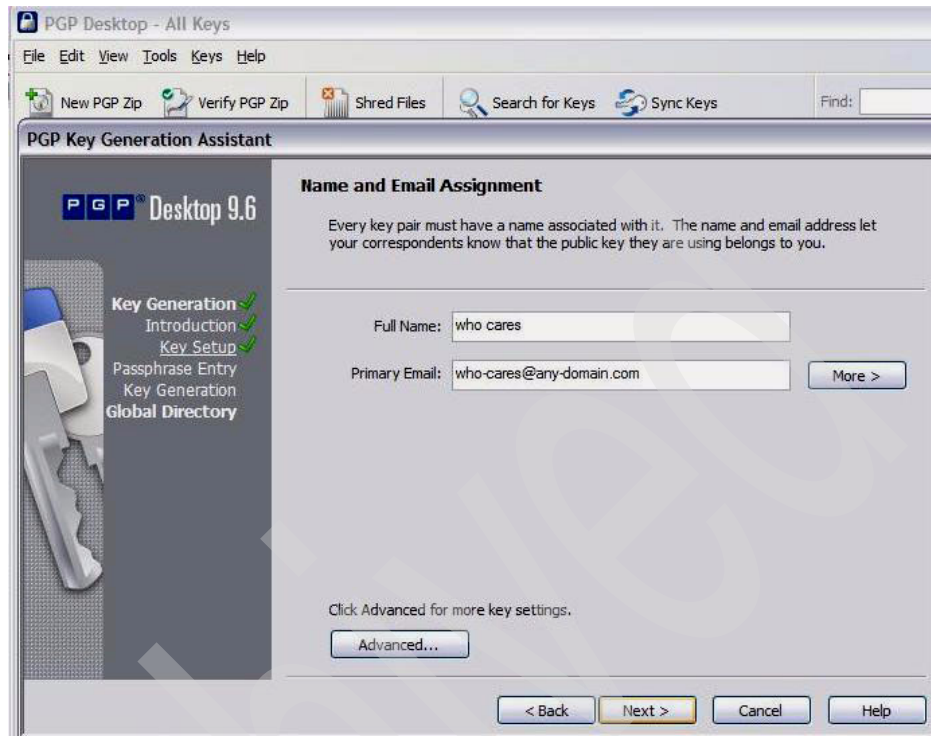 PGP Desktop - All Keys
File Edit View Tools Keys Help
New PGP Zip Verify PGP Zip Shred Files Search for Keys Sync Keys Find:
PGP Key Generation Assistant
PGP® Desktop 9.6
Key Generation
Introduction
Key Setup
Passphrase Entry
Key Generation
Global Directory
Name and Email Assignment
Every key pair must have a name associated with it. The name and email address let
your correspondents know that the public key they are using belongs to you.
Full Name: who cares
Primary Email: who-cares@any-domain.com More >
Click Advanced for more key settings.
Advanced...
< Back Next > Cancel Help